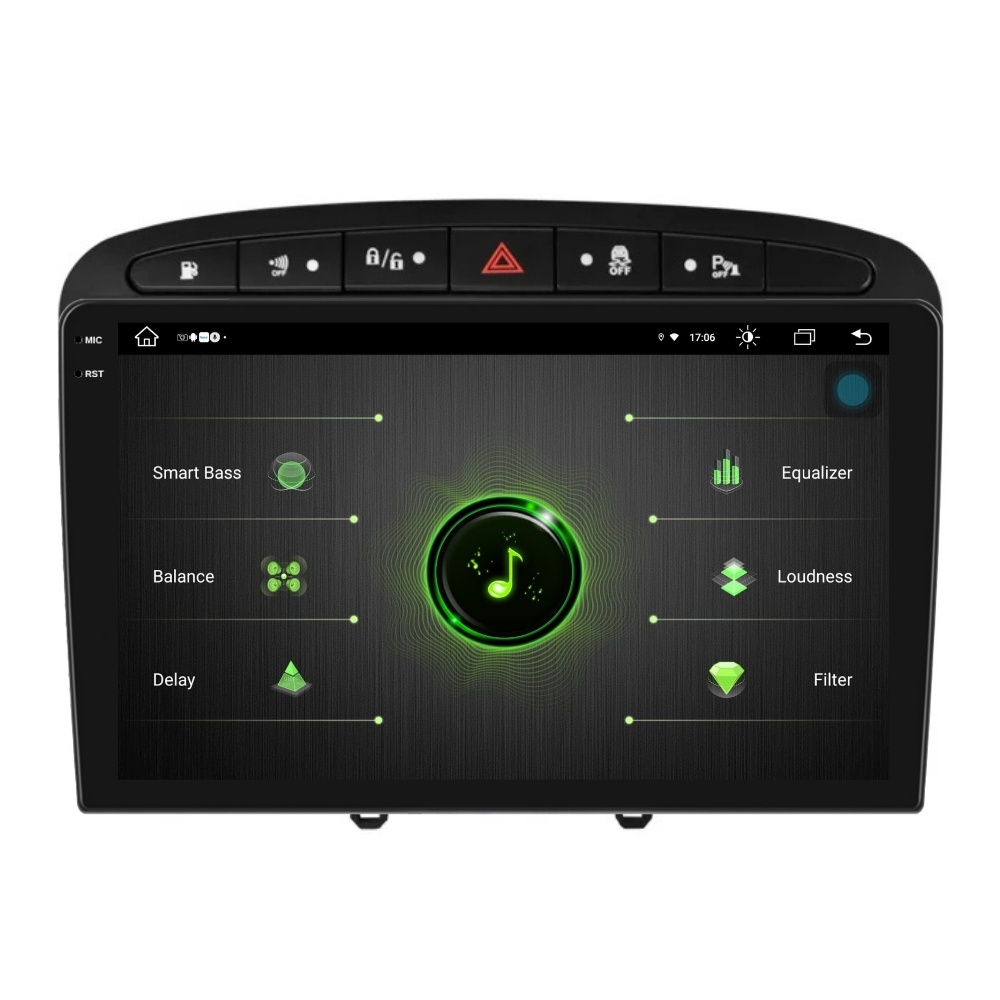 OFF
OFF
P
OFF
MIC
17:06
RST
Smart Bass
Equalizer
Balance
Loudness
Delay
Filter